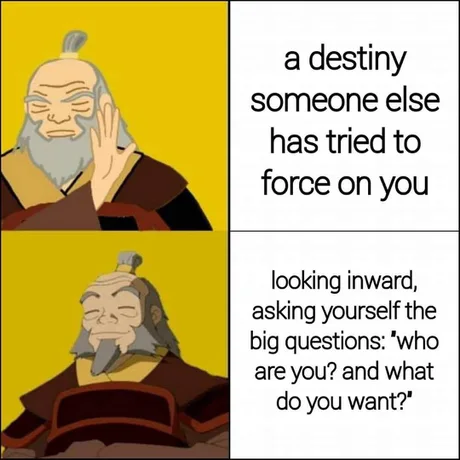 a destiny
someone else
has tried to
force on you
looking inward,
asking yourself the
big questions: "who
are you? and what
do you want?"